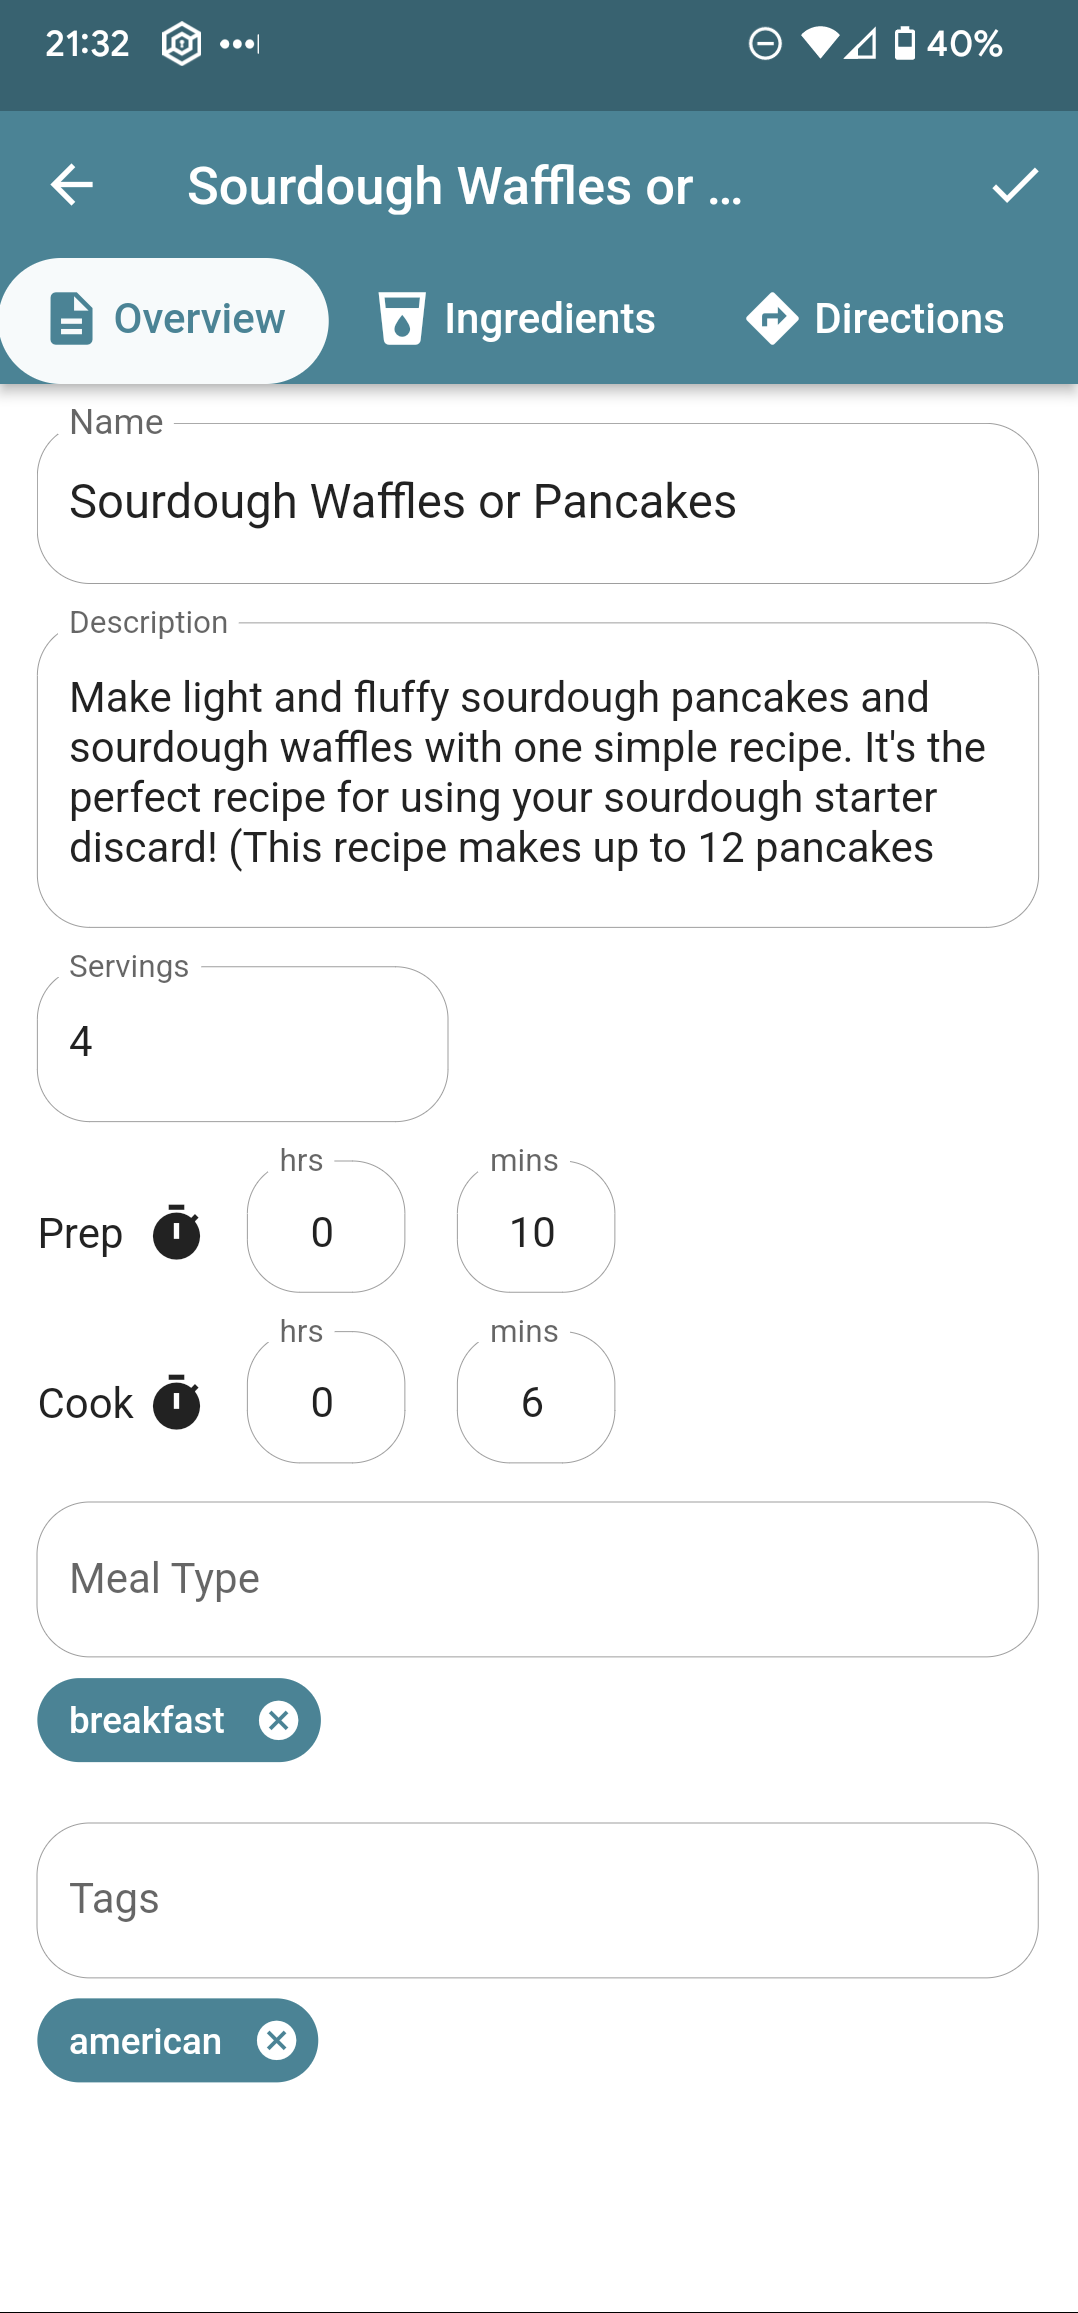 21:32
40%
Sourdough Waffles or ...
Overview
Ingredients
Directions
Name
Sourdough Waffles or Pancakes
Description
Make light and fluffy sourdough pancakes and
sourdough waffles with one simple recipe. It's the
perfect recipe for using your sourdough starter
discard! (This recipe makes up to 12 pancakes
Servings
4
hrs mins
Prep 0 10
hrs mins
Cook 0 6
Meal Type
breakfast
Tags
american